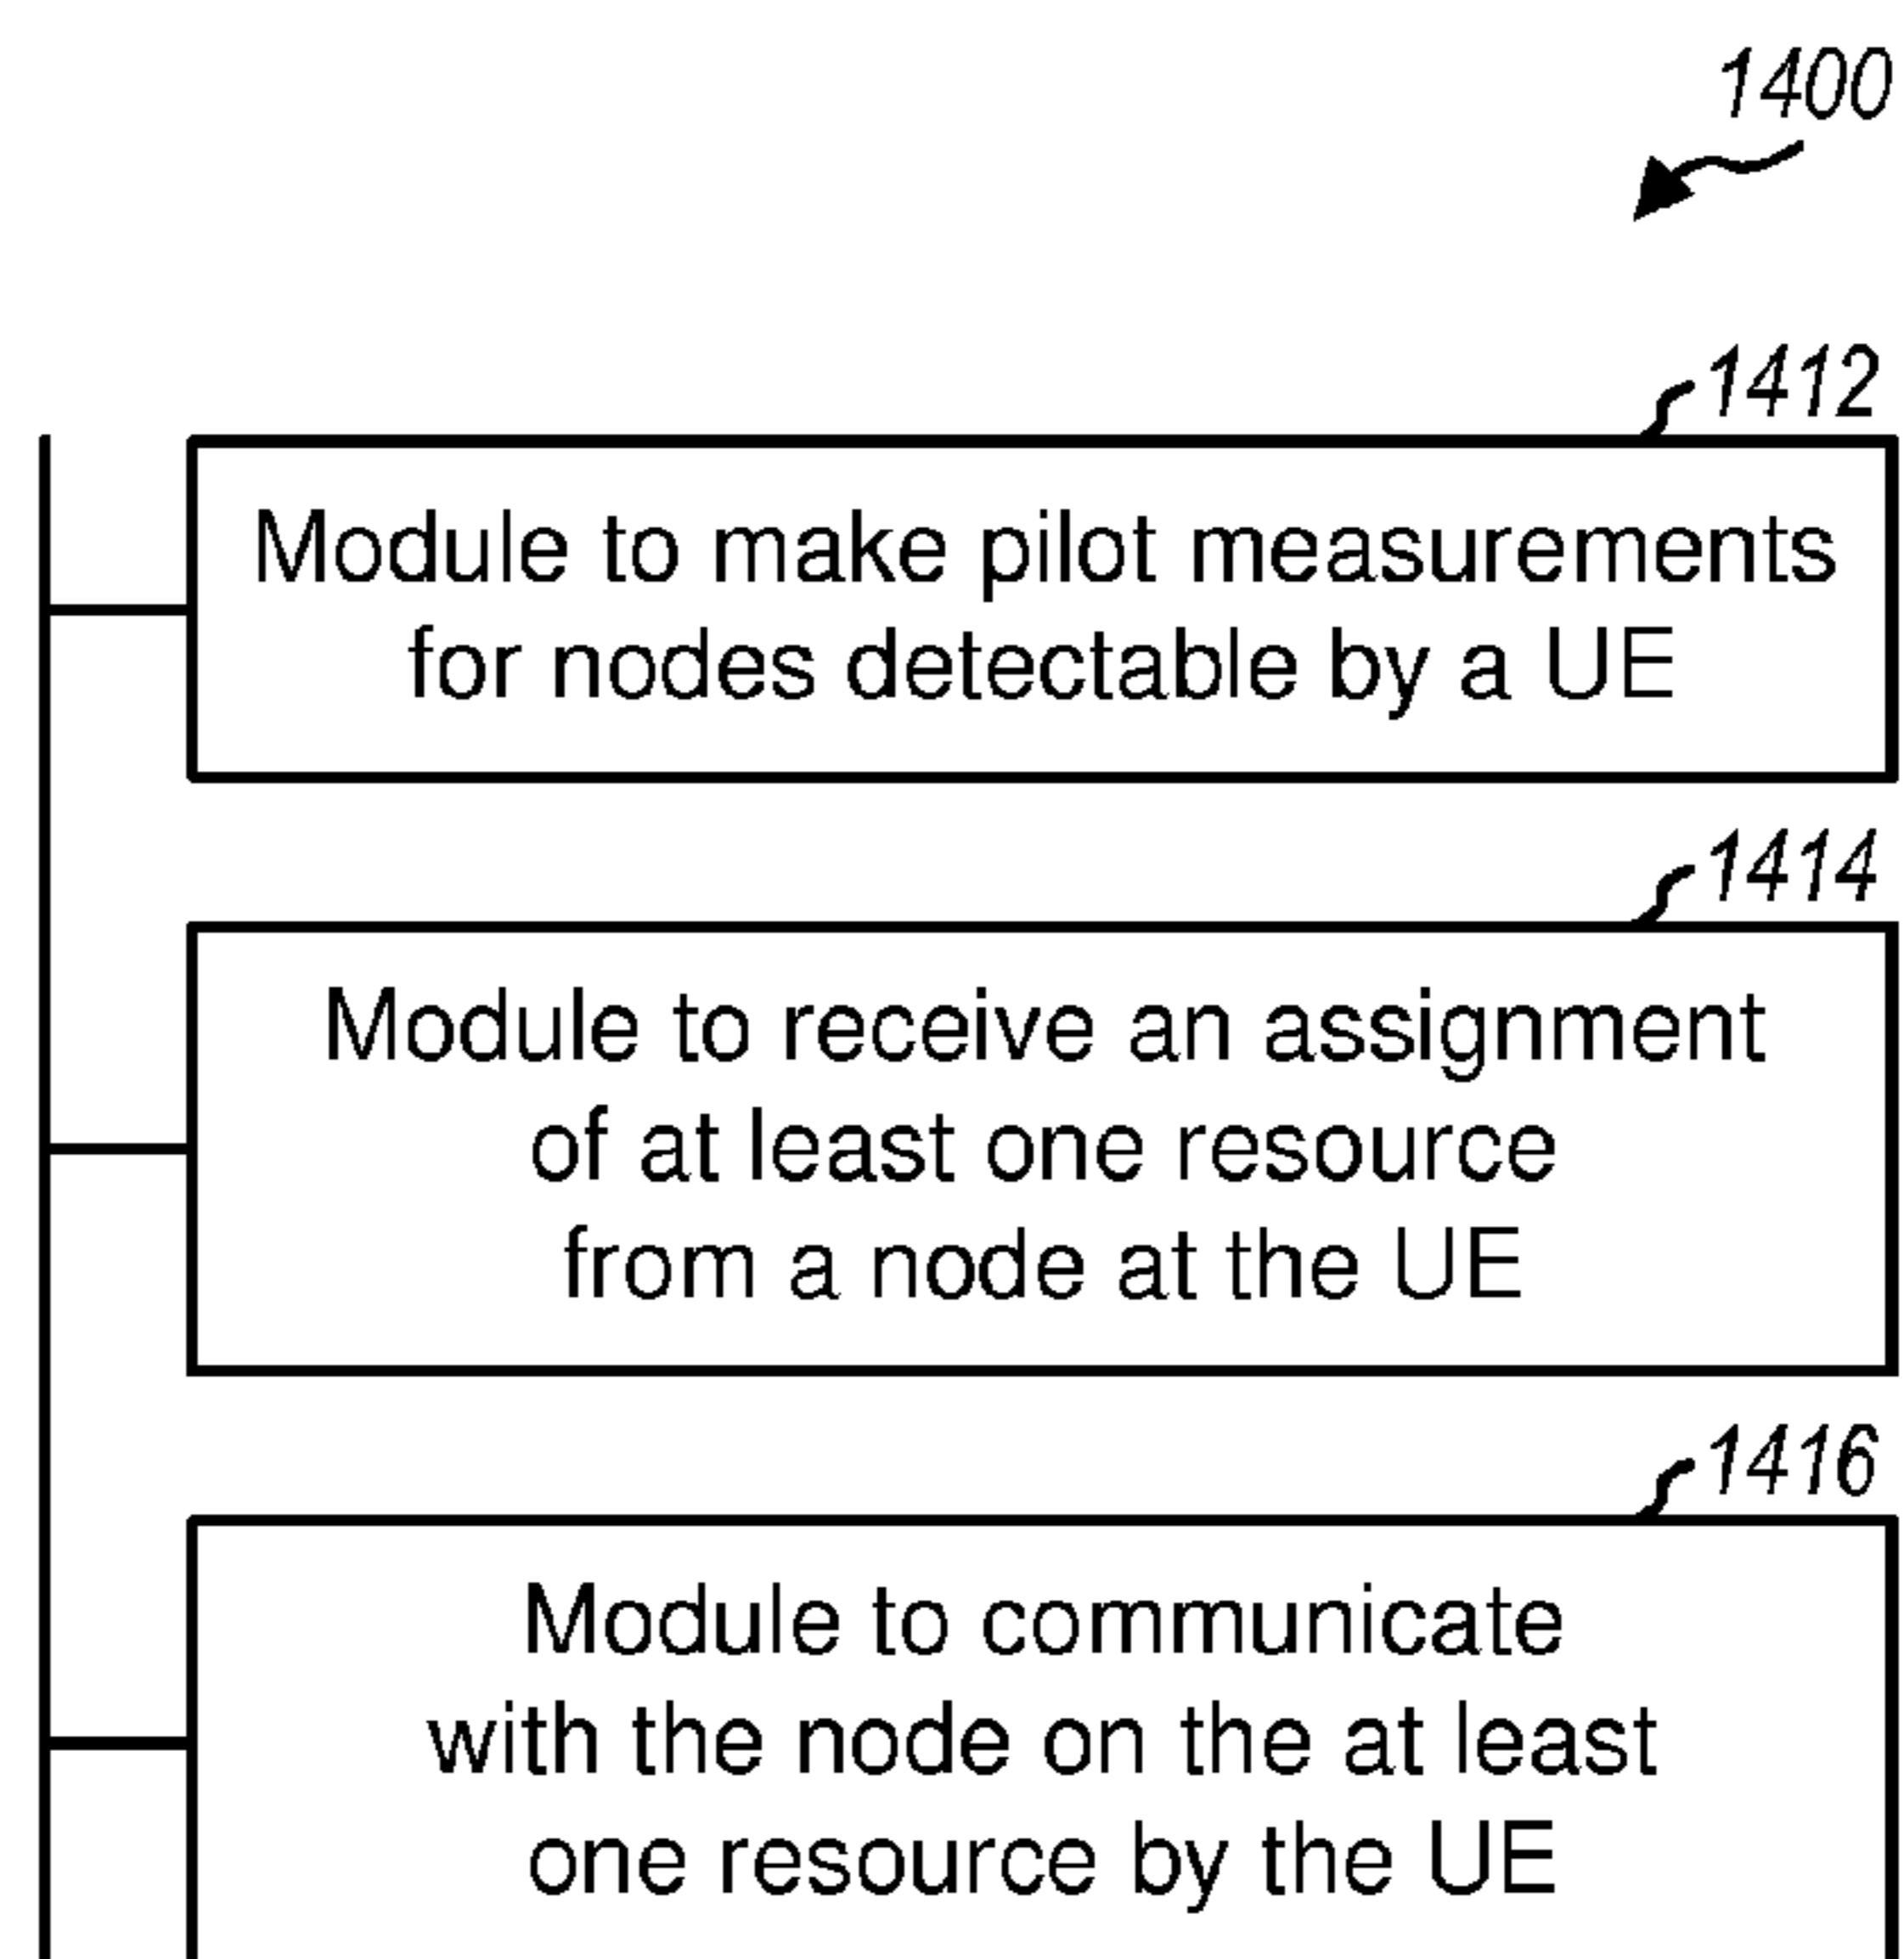 1400
1412
Module to make pilot measurements
for nodes detectable by a UE
1414
Module to receive an assignment
of at least one resource
from a node at the UE
1416
Module to communicate
with the node on the at least
one resource by the UE